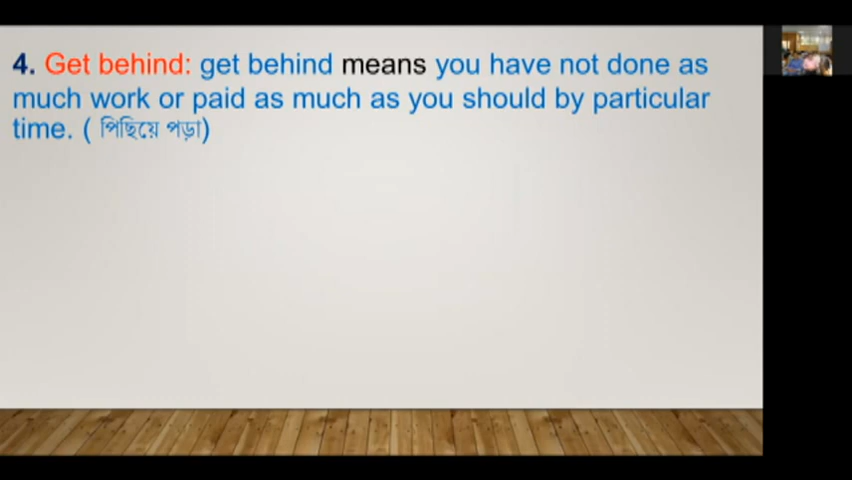 4. Get behind: get behind means you have not done as
much work or paid as much as you should by particular
time. ( পিছিয়ে পড়া)